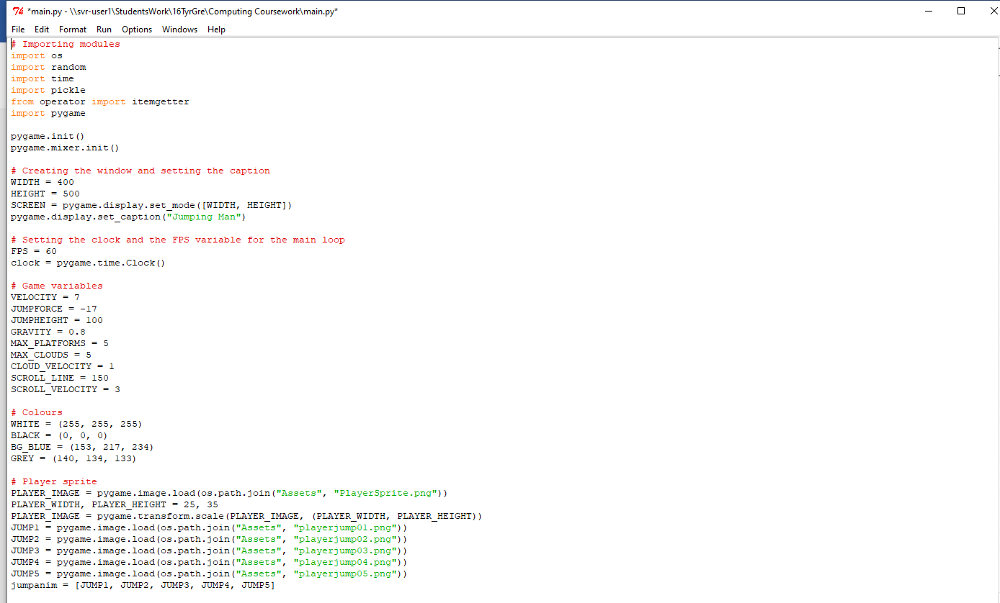 *main.py - \\svr-user1\StudentsWork\16TyrGre\Computing Coursework\main.py*
File Edit Format Run Options Windows Help
# Importing modules
import os
import random
import time
import pickle
from operator import itemgetter
import pygame
pygame.init()
pygame.mixer.init()
# Creating the window and setting the caption
WIDTH = 400
HEIGHT = 500
SCREEN = pygame.display.set_mode([WIDTH, HEIGHT])
pygame.display.set_caption("Jumping Man")
# Setting the clock and the FPS variable for the main loop
FPS = 60
clock = pygame.time.Clock()
# Game variables
VELOCITY = 7
JUMPFORCE = -17
JUMPHEIGHT = 100
GRAVITY = 0.8
MAX_PLATFORMS = 5
MAX_CLOUDS = 5
CLOUD_VELOCITY = 1
SCROLL_LINE = 150
SCROLL_VELOCITY = 3
# Colours
WHITE = (255, 255, 255)
BLACK = (0, 0, 0)
BG_BLUE = (153, 217, 234)
GREY = (140, 134, 133)
# Player sprite
PLAYER_IMAGE = pygame.image.load(os.path.join("Assets", "PlayerSprite.png"))
PLAYER_WIDTH, PLAYER_HEIGHT = 25, 35
PLAYER_IMAGE = pygame.transform.scale(PLAYER_IMAGE, (PLAYER_WIDTH, PLAYER_HEIGHT))
JUMP1 = pygame.image.load(os.path.join("Assets", "playerjump01.png"))
JUMP2 = pygame.image.load(os.path.join("Assets", "playerjump02.png"))
JUMP3 = pygame.image.load(os.path.join("Assets", "playerjump03.png"))
JUMP4 = pygame.image.load(os.path.join("Assets", "playerjump04.png"))
JUMP5 = pygame.image.load(os.path.join("Assets", "playerjump05.png"))
jumpanim = [JUMP1, JUMP2, JUMP3, JUMP4, JUMP5]